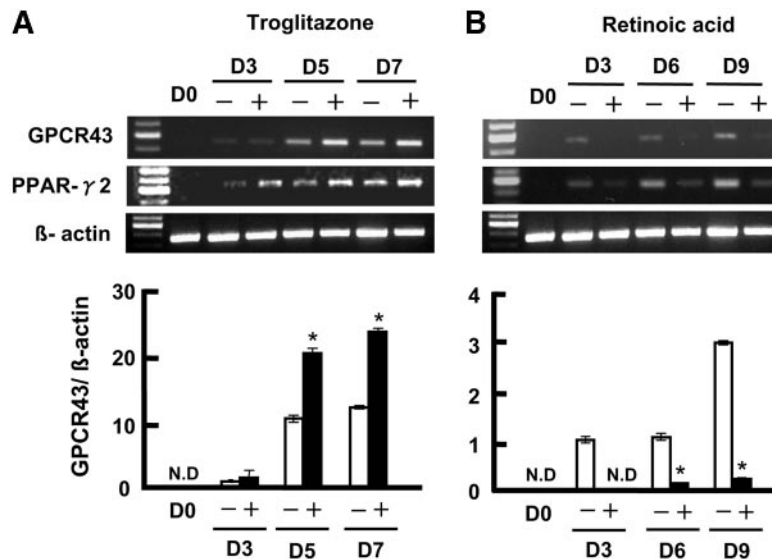 A
Troglitazone
D3 D5 D7
D0 − + − + − +
GPCR43
PPAR-γ2
ß- actin
GPCR43/ ß-actin
30
20
10
0
N.D
*
*
D0 − + − + − +
D3 D5 D7
B
Retinoic acid
D3 D6 D9
D0 − + − + − +
4
3
2
1
0
N.D
N.D
*
*
D0 − + − + − +
D3 D6 D9